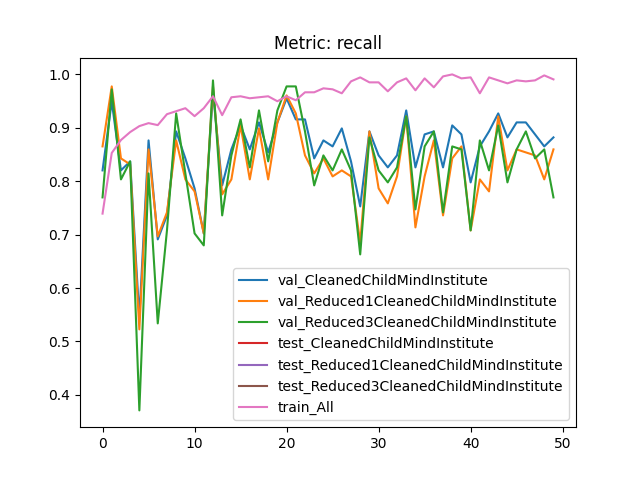 Metric: recall
1.0
0.9
0.8
0.7
0.6
0.5
0.4
val_CleanedChildMindInstitute
val_Reduced1CleanedChildMindInstitute
val_Reduced3CleanedChildMindInstitute
test_CleanedChildMindInstitute
test_Reduced1CleanedChildMindInstitute
test_Reduced3CleanedChildMindInstitute
train_All
0 10 20 30 40 50